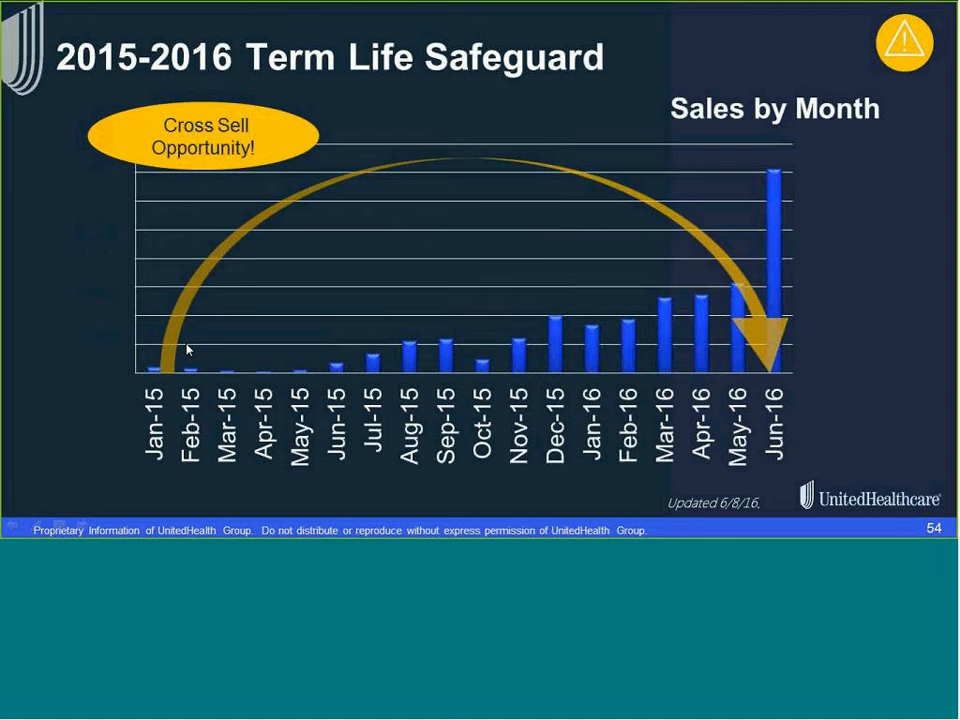 2015-2016 Term Life Safeguard
Sales by Month
Cross Sell
Opportunity!
Jan-15
Feb-15
Mar-15
Apr-15
May-15
Jun-15
Jul-15
Aug-15
Sep-15
Oct-15
Nov-15
Dec-15
Jan-16
Feb-16
Mar-16
Apr-16
May-16
Jun-16
Updated 6/8/16.
UnitedHealthcare®
Proprietary Information of UnitedHealth Group. Do not distribute or reproduce without express permission of UnitedHealth Group.
54